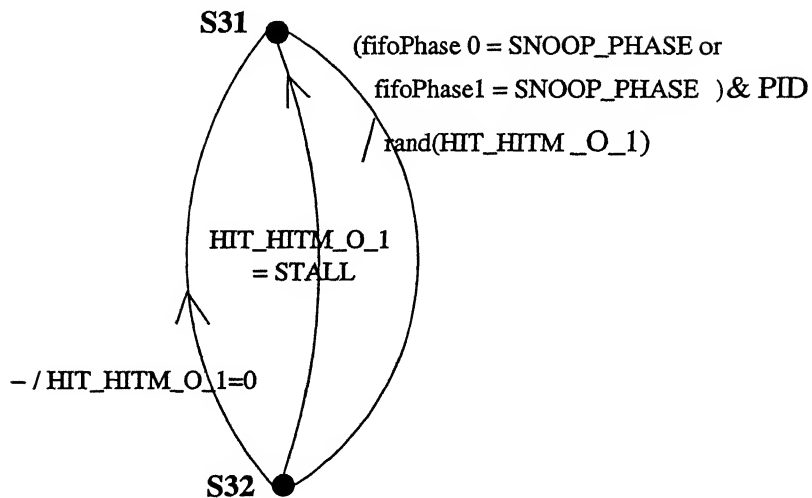 S31
(fifoPhase 0 = SNOOP_PHASE or
fifoPhase1 = SNOOP_PHASE ) & PID
/ rand(HIT_HITM _O_1)
HIT_HITM_O_1
= STALL
– / HIT_HITM_O_1=0
S32